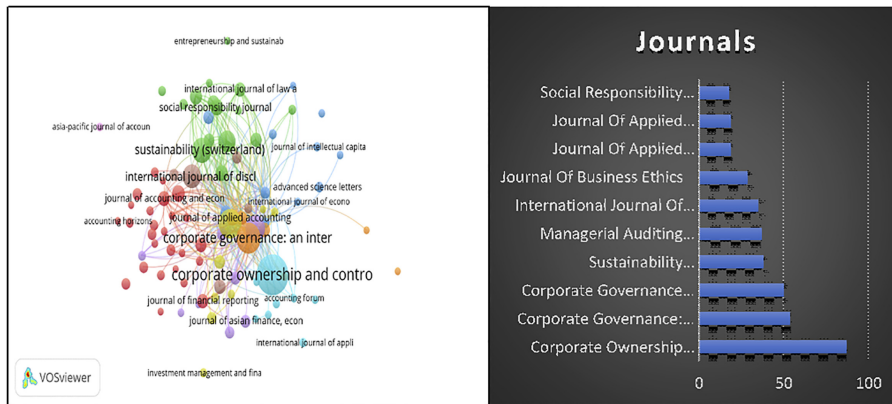 entrepreneurship and sustainab
international journal of law a
social responsibility journal
asia-pacific journal of accoun
sustainability (switzerland)
journal of intellectual capita
international journal of discl
advanced science letters
journal of accounting and econ
international journal of econo
accounting horizons
journal of applied accounting
corporate governance: an inter
corporate ownership and contro
journal of financial reporting
accounting forum
journal of asian finance, econ
international journal of appli
investment management and fina
VOSviewer
Journals
Social Responsibility...
Journal Of Applied...
Journal Of Applied...
Journal Of Business Ethics
International Journal Of...
Managerial Auditing...
Sustainability...
Corporate Governance...
Corporate Governance:...
Corporate Ownership...
0 50 100